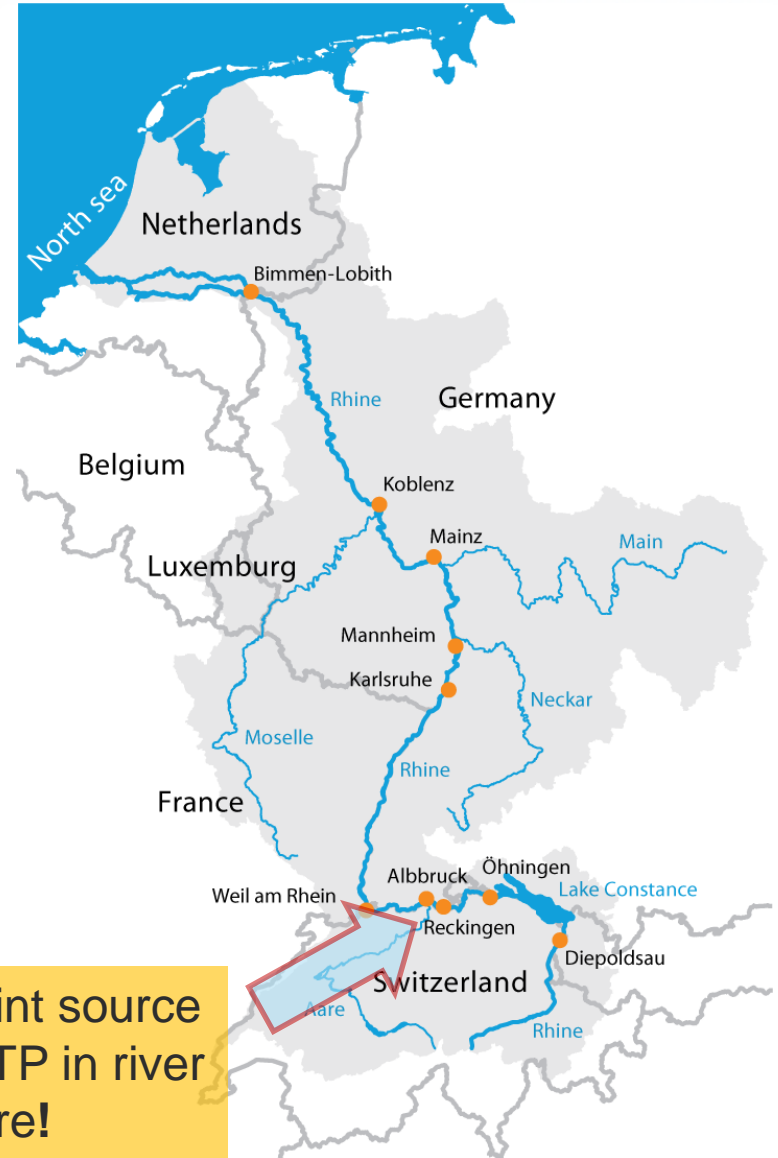 North sea
Netherlands
Bimmen-Lobith
Rhine
Germany
Belgium
Koblenz
Mainz
Main
Luxemburg
Mannheim
Karlsruhe
Neckar
Moselle
Rhine
France
Albbruck
Öhningen
Weil am Rhein
Lake Constance
Reckingen
Diepoldsau
Switzerland
Aare
Rhine
int source
TP in river
re!